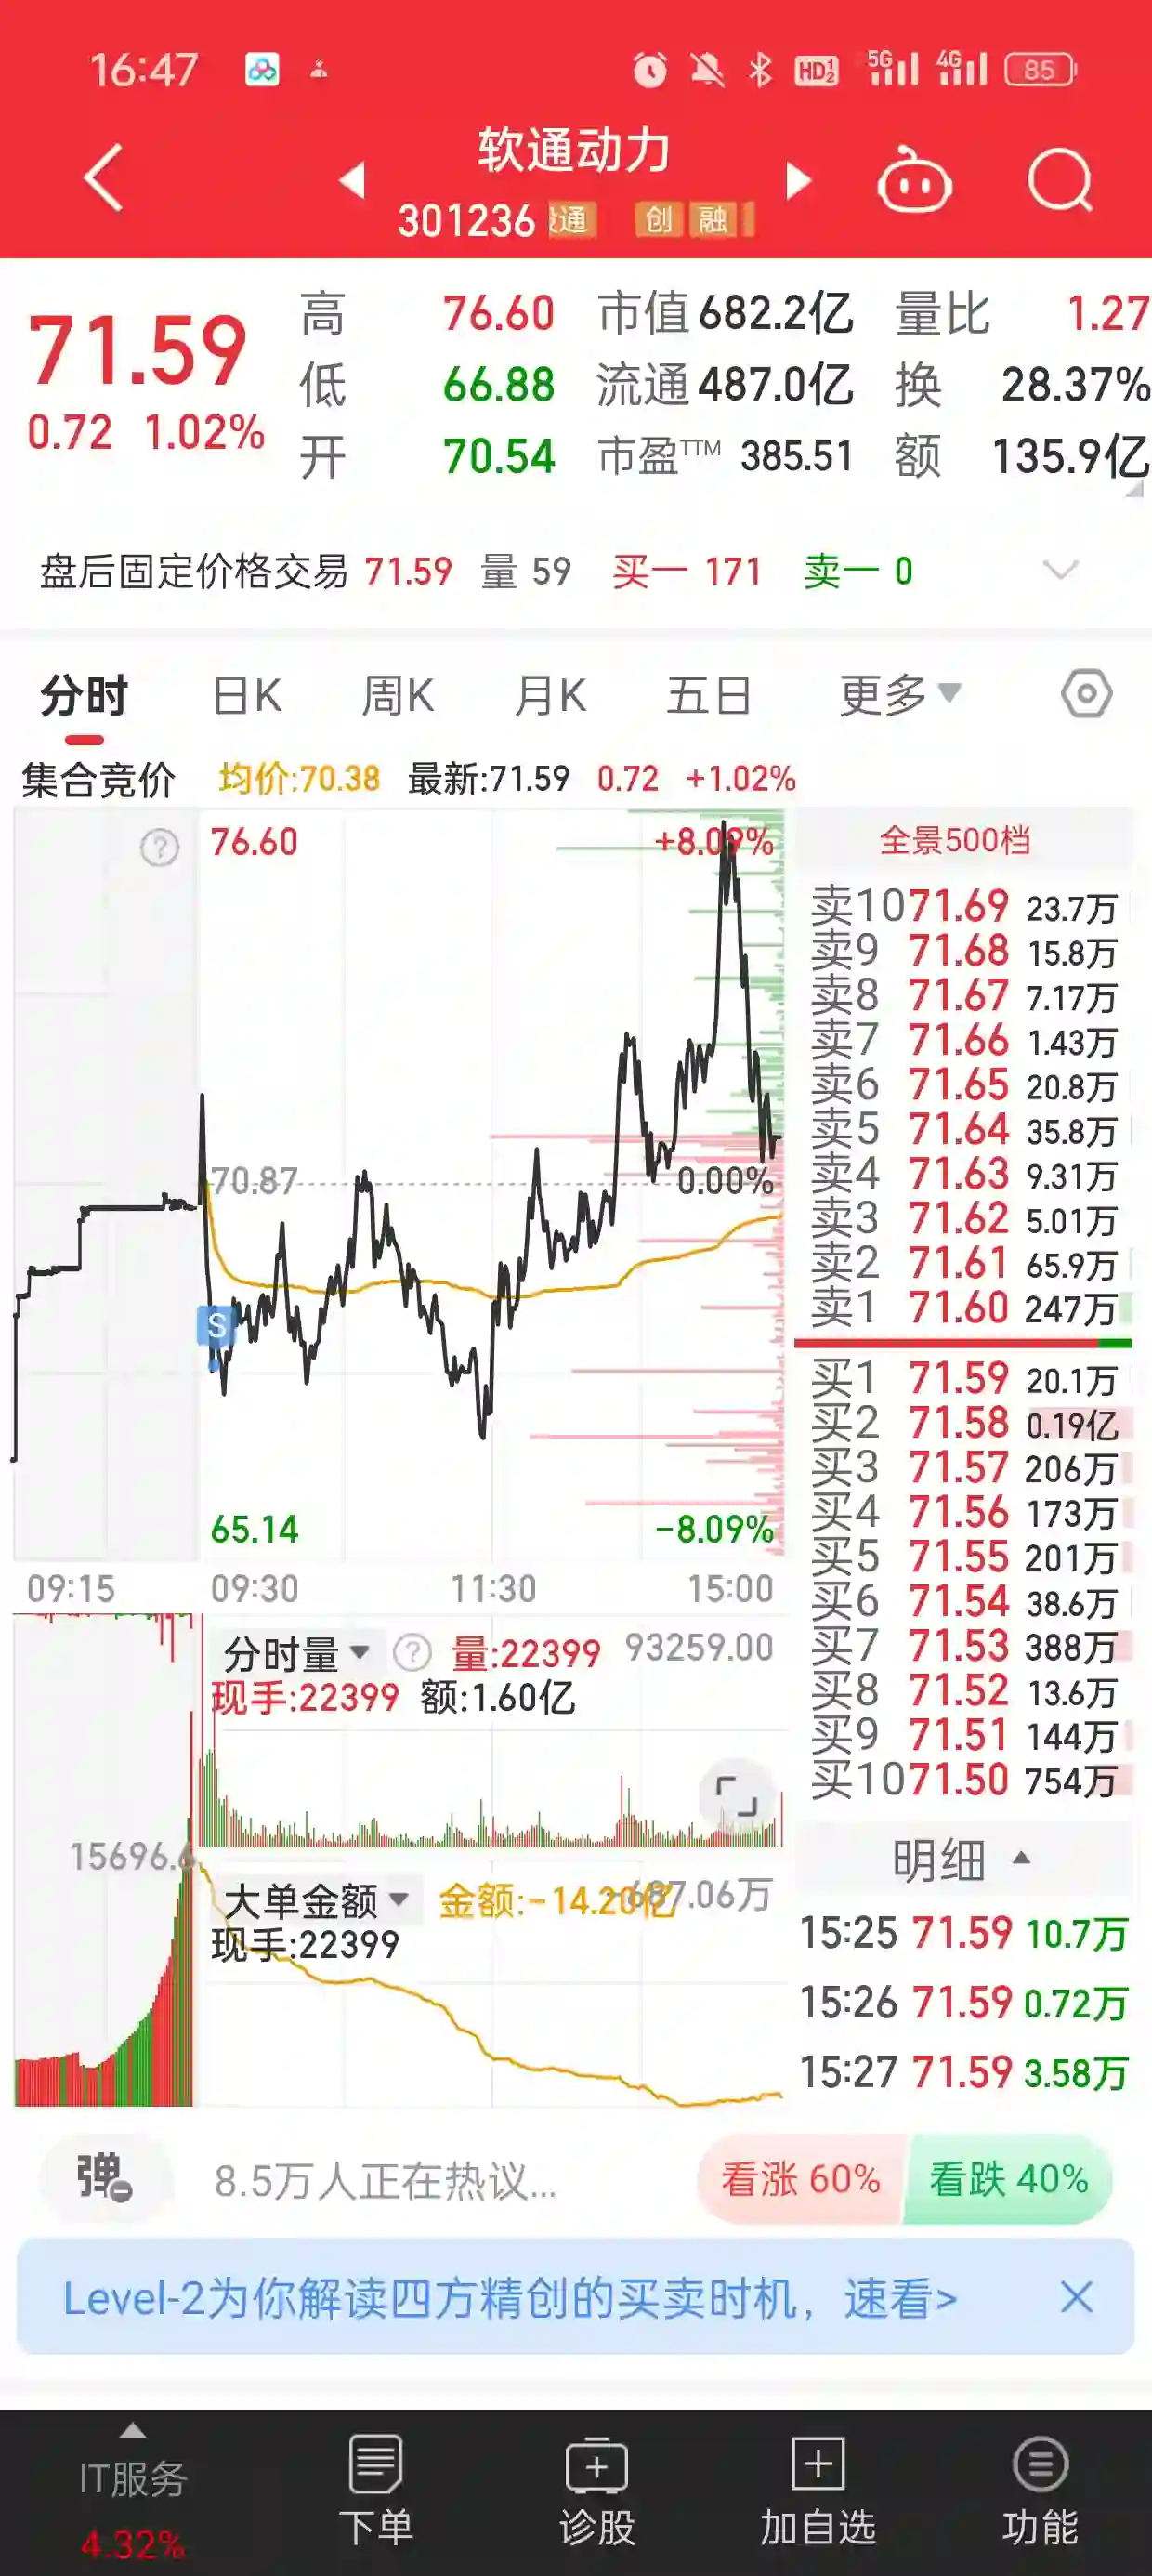 16:47 HD 5G 4G 85
软通动力
301236 通 创 融
71.59
0.72 1.02%
高 76.60 市值 682.2亿 量比 1.27
低 66.88 流通 487.0亿 换 28.37%
开 70.54 市盈TTM 385.51 额 135.9亿
盘后固定价格交易 71.59 量 59 买一 171 卖一 0
分时 日K 周K 月K 五日 更多
集合竞价 均价:70.38 最新:71.59 0.72 +1.02%
76.60 +8.09%
70.87 0.00%
S
65.14 -8.09%
09:15 09:30 11:30 15:00
全景500档
卖10 71.69 23.7万
卖9 71.68 15.8万
卖8 71.67 7.17万
卖7 71.66 1.43万
卖6 71.65 20.8万
卖5 71.64 35.8万
卖4 71.63 9.31万
卖3 71.62 5.01万
卖2 71.61 65.9万
卖1 71.60 247万
买1 71.59 20.1万
买2 71.58 0.19亿
买3 71.57 206万
买4 71.56 173万
买5 71.55 201万
买6 71.54 38.6万
买7 71.53 388万
买8 71.52 13.6万
买9 71.51 144万
买10 71.50 754万
分时量 ? 量:22399 93259.00
现手:22399 额:1.60亿
15696.6
大单金额 金额:-14.20亿
现手:22399
明细
15:25 71.59 10.7万
15:26 71.59 0.72万
15:27 71.59 3.58万
弹 8.5万人正在热议... 看涨 60% 看跌 40%
Level-2为你解读四方精创的买卖时机，速看>
IT服务
4.32%
下单 诊股 加自选 功能